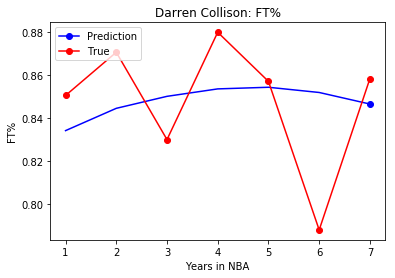 Darren Collison: FT%
Prediction
True
0.88
0.86
0.84
0.82
0.80
FT%
1 2 3 4 5 6 7
Years in NBA